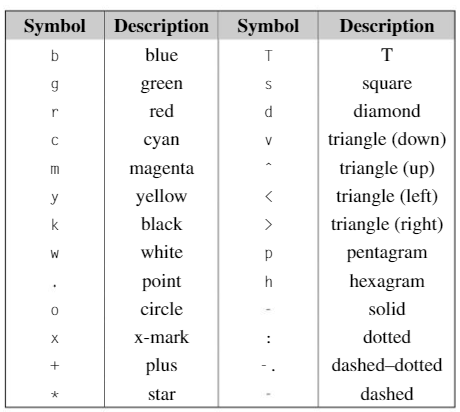 Symbol Description Symbol Description
b blue T T
g green s square
r red d diamond
c cyan v triangle (down)
m magenta ^ triangle (up)
y yellow < triangle (left)
k black > triangle (right)
w white p pentagram
. point h hexagram
o circle - solid
x x-mark : dotted
+ plus -. dashed–dotted
* star - dashed